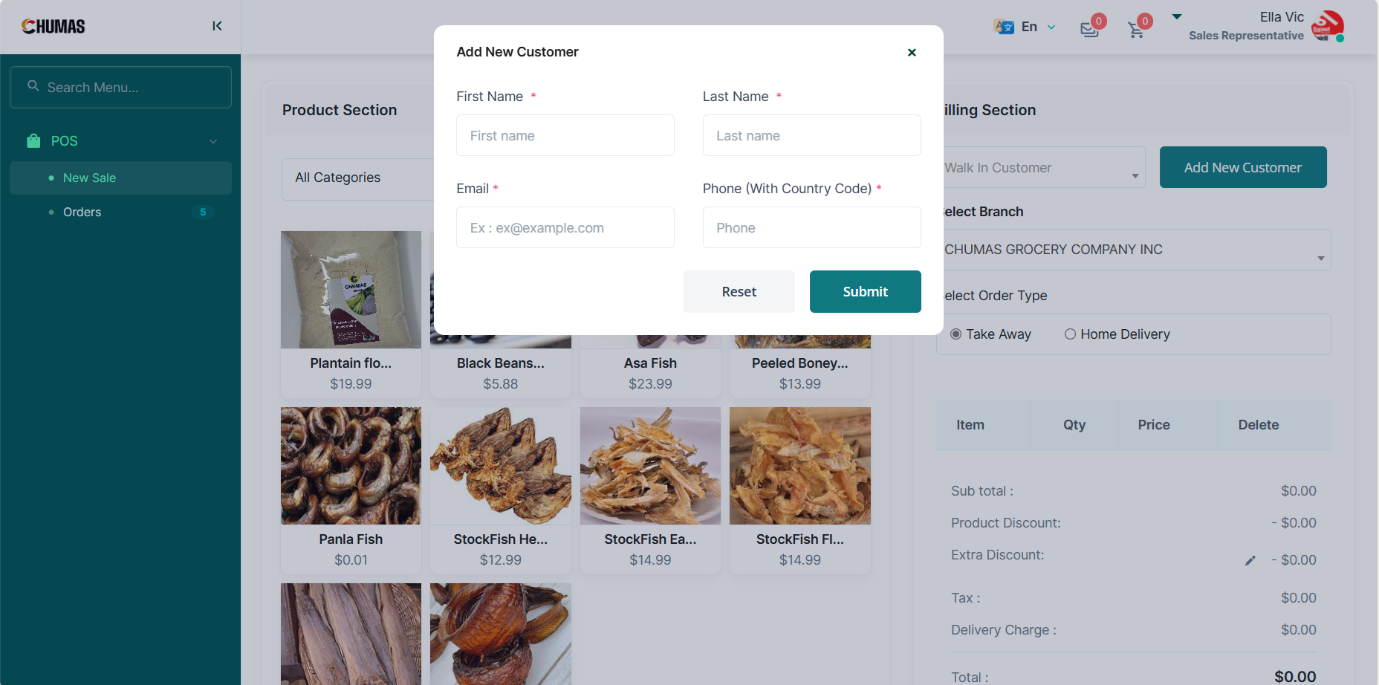 CHUMAS
En
0
0
Ella Vic
Sales Representative
Search Menu...
POS
New Sale
Orders
5
Add New Customer
First Name *
Last Name *
First name
Last name
Email *
Phone (With Country Code) *
Ex : ex@example.com
Phone
Reset
Submit
Product Section
All Categories
Plantain flo...
$19.99
Black Beans...
$5.88
Asa Fish
$23.99
Peeled Boney...
$13.99
Panla Fish
$0.01
StockFish He...
$12.99
StockFish Ea...
$14.99
StockFish Fl...
$14.99
illing Section
Walk In Customer
Add New Customer
elect Branch
CHUMAS GROCERY COMPANY INC
elect Order Type
Take Away
Home Delivery
Item Qty Price Delete
Sub total : $0.00
Product Discount: - $0.00
Extra Discount: - $0.00
Tax : $0.00
Delivery Charge : $0.00
Total : $0.00